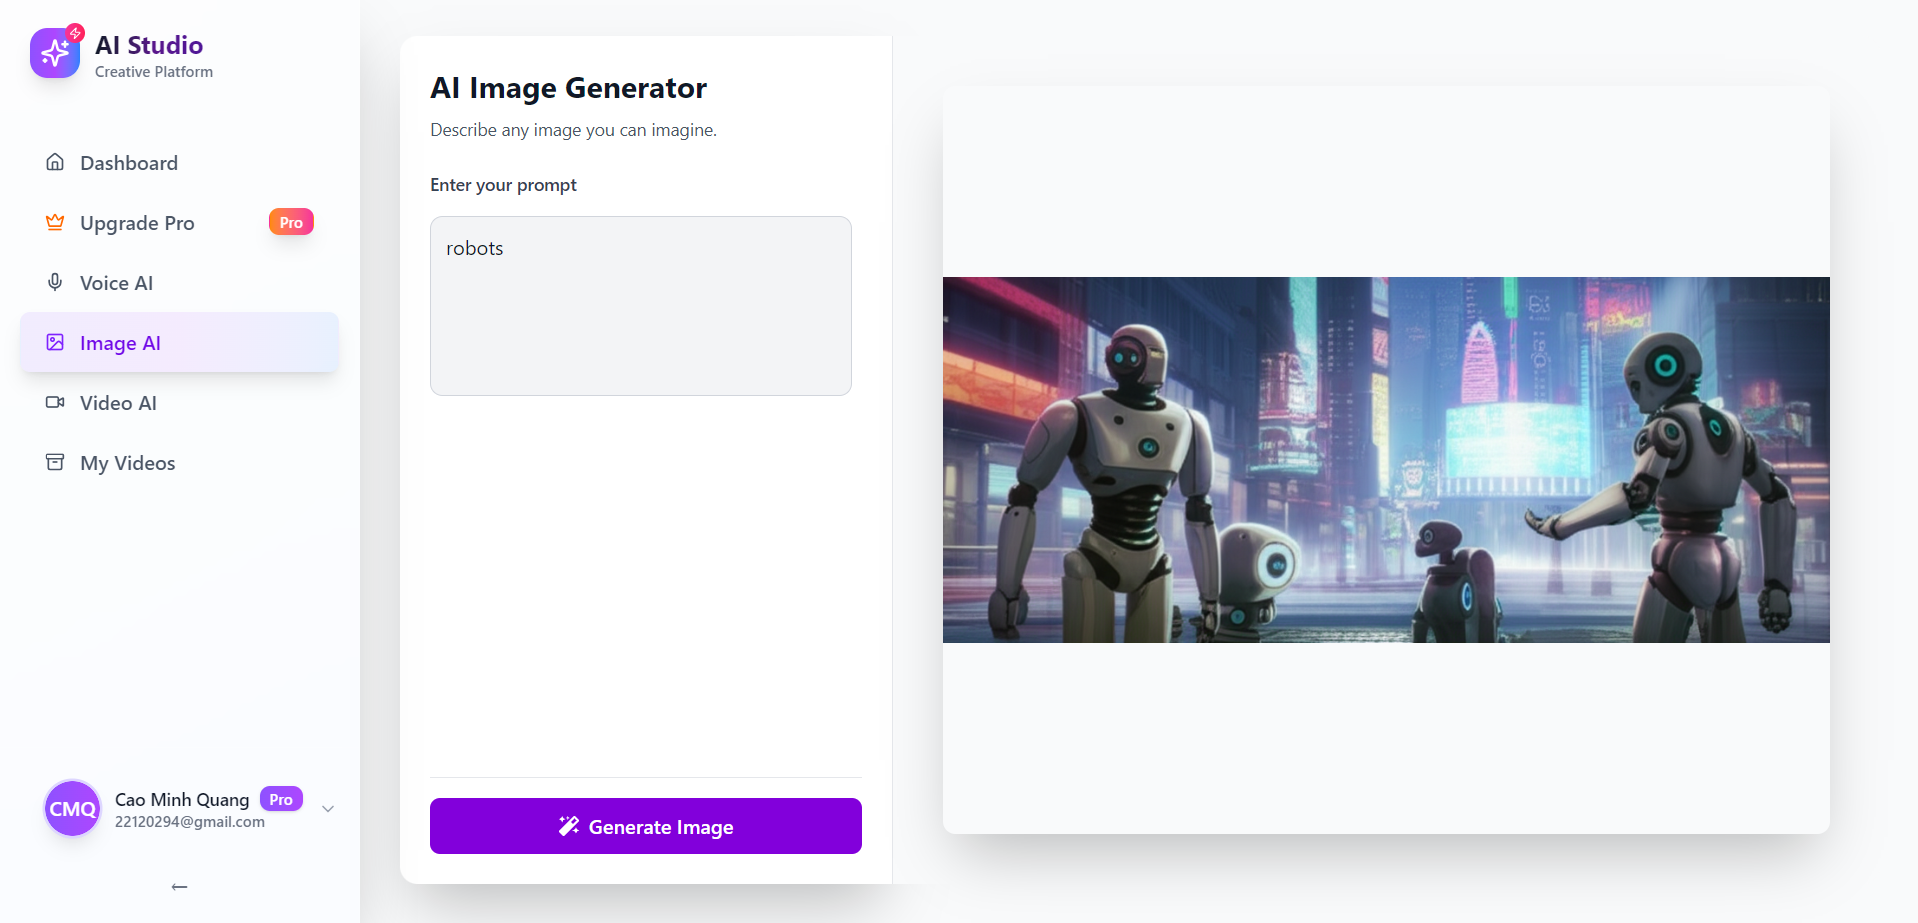 AI Studio
Creative Platform
Dashboard
Upgrade Pro
Pro
Voice AI
Image AI
Video AI
My Videos
CMQ
Cao Minh Quang
Pro
22120294@gmail.com
AI Image Generator
Describe any image you can imagine.
Enter your prompt
robots
Generate Image